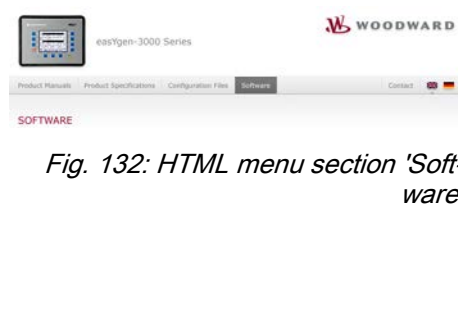 easYgen-3000 Series
WOODWARD
Product Manuals Product Specifications Configuration Files Software Contact
SOFTWARE
Fig. 132: HTML menu section 'Soft-
ware